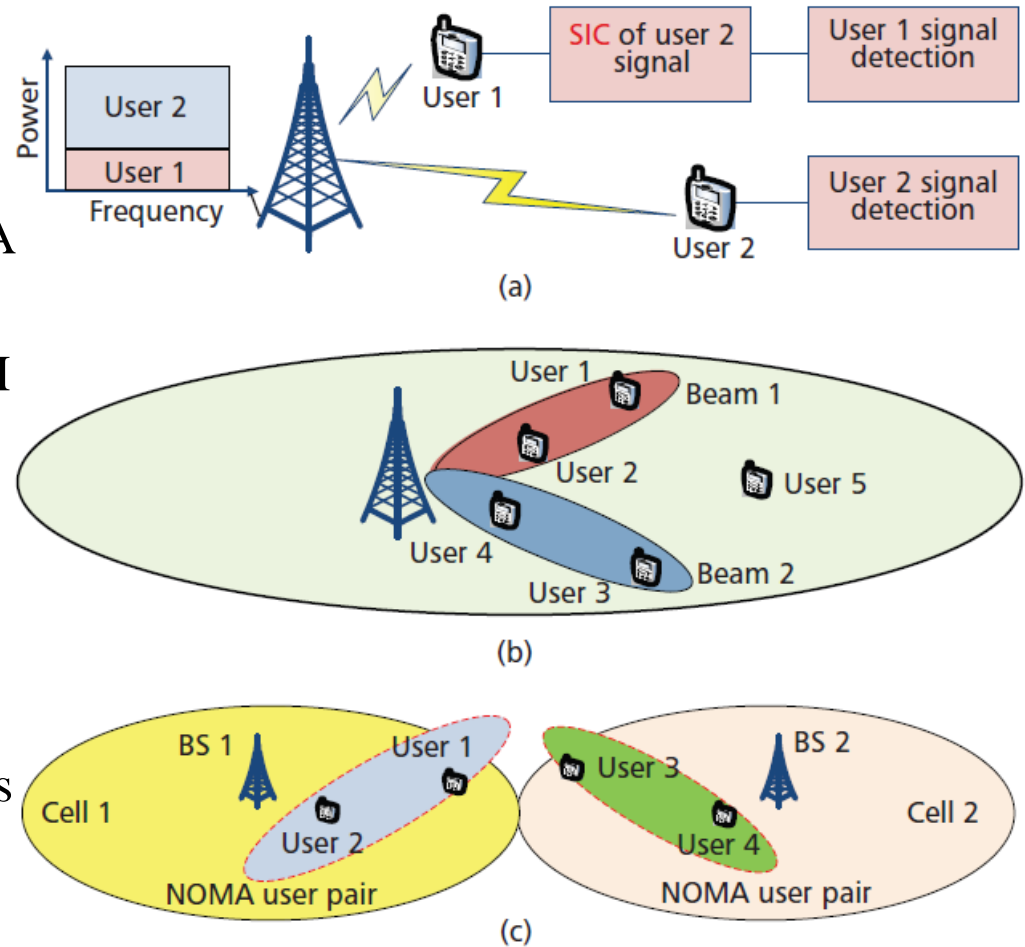 Power
User 2
User 1
Frequency
User 1
SIC of user 2
signal
User 1 signal
detection
User 2
User 2 signal
detection
A
(a)
User 1
Beam 1
User 2
User 5
User 4
User 3
Beam 2
(b)
BS 1
User 1
Cell 1
User 2
NOMA user pair
User 3
BS 2
User 4
Cell 2
NOMA user pair
s
(c)